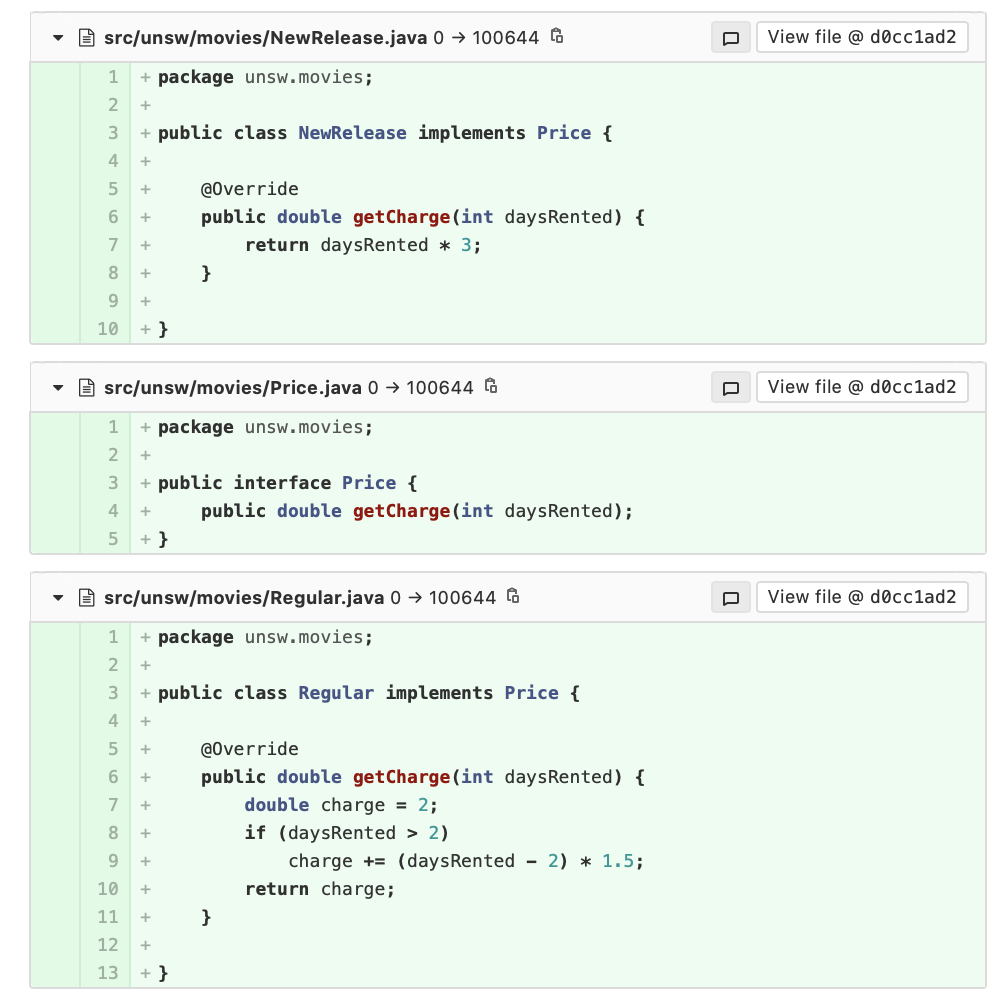 src/unsw/movies/NewRelease.java 0 → 100644 View file @ d0cc1ad2
1 + package unsw.movies;
2 +
3 + public class NewRelease implements Price {
4 +
5 +     @Override
6 +     public double getCharge(int daysRented) {
7 +         return daysRented * 3;
8 +     }
9 +
10 + }
src/unsw/movies/Price.java 0 → 100644 View file @ d0cc1ad2
1 + package unsw.movies;
2 +
3 + public interface Price {
4 +     public double getCharge(int daysRented);
5 + }
src/unsw/movies/Regular.java 0 → 100644 View file @ d0cc1ad2
1 + package unsw.movies;
2 +
3 + public class Regular implements Price {
4 +
5 +     @Override
6 +     public double getCharge(int daysRented) {
7 +         double charge = 2;
8 +         if (daysRented > 2)
9 +             charge += (daysRented - 2) * 1.5;
10 +         return charge;
11 +     }
12 +
13 + }